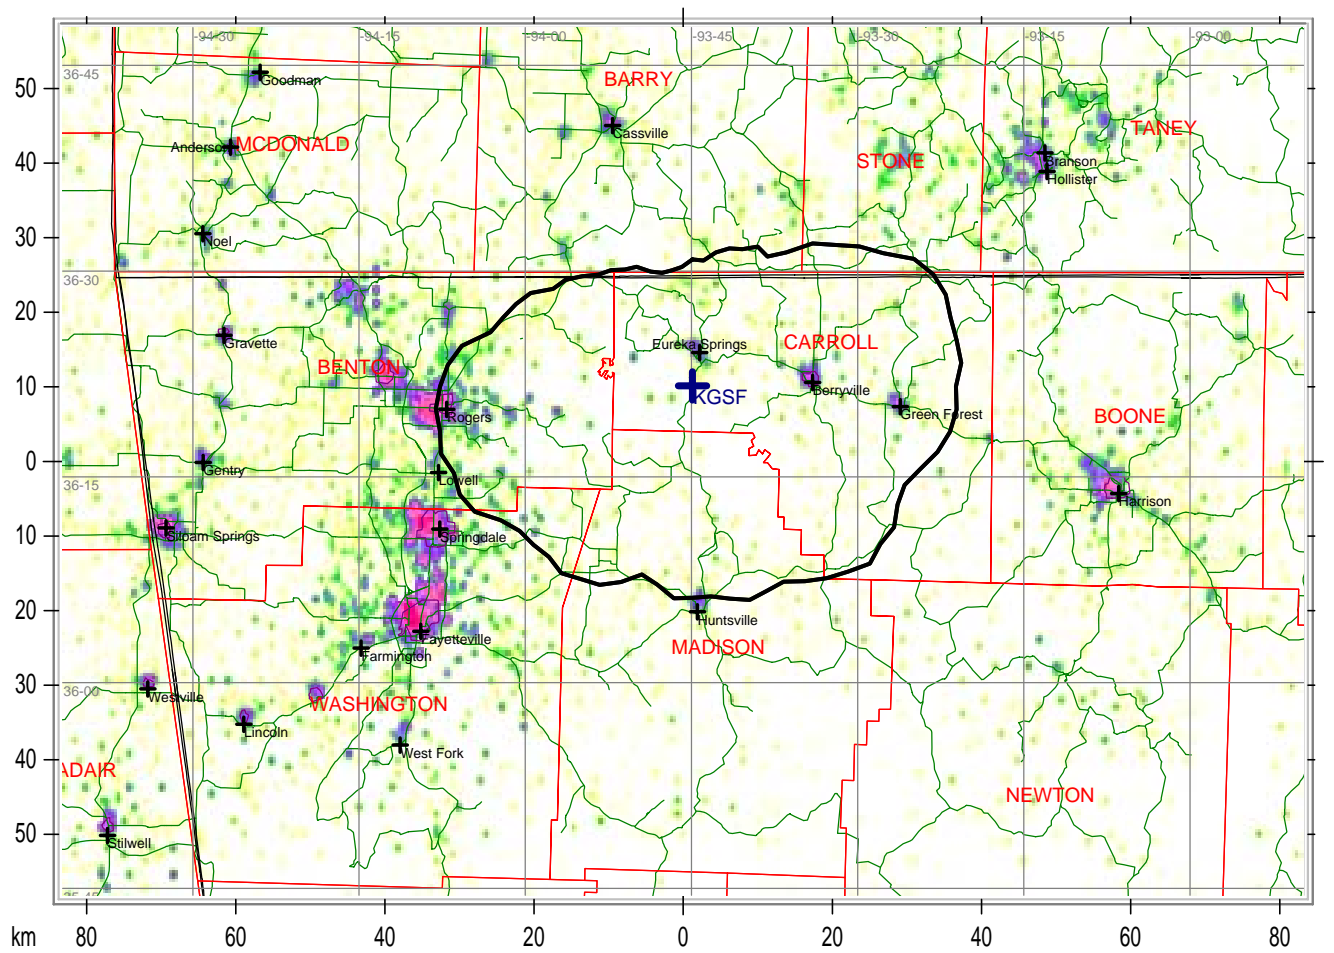 -94-30 -94-15 -94-00 -93-45 -93-30 -93-15 -93-00
36-45
50
Goodman
BARRY
Cassville
TANEY
Anderson
MCDONALD
40
STONE
Branson
Hollister
30
Noel
36-30
20
Gravette
Eureka Springs
CARROLL
BENTON
10
KGSF
Berryville
Rogers
Green Forest
BOONE
0
Gentry
Lowell
36-15
Harrison
10
Siloam Springs
Springdale
20
Huntsville
Fayetteville
MADISON
Farmington
30
36-00
Westville
WASHINGTON
Lincoln
West Fork
40
ADAIR
NEWTON
50
Stilwell
km 80 60 40 20 0 20 40 60 80